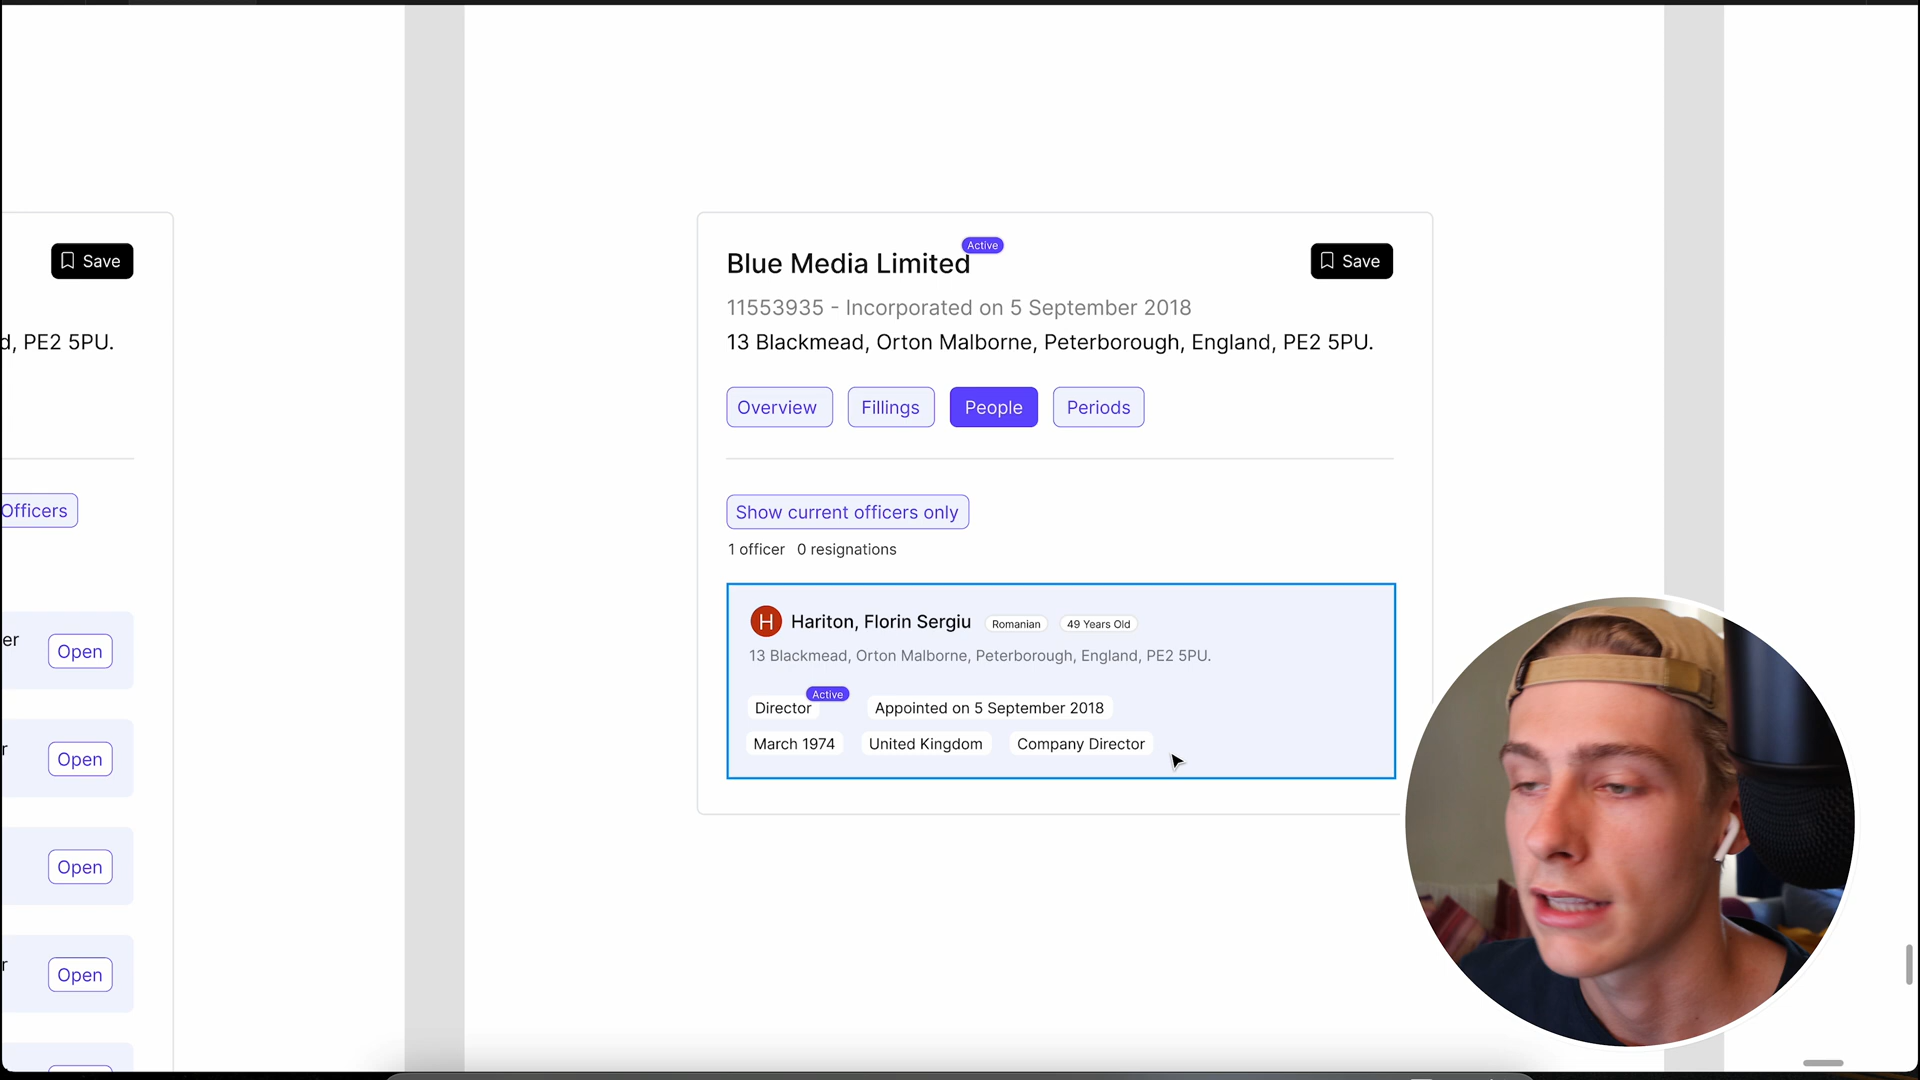 Save
d, PE2 5PU.
Officers
er
Open
r
Open
Open
r
Open
Blue Media Limited
Active
Save
11553935 - Incorporated on 5 September 2018
13 Blackmead, Orton Malborne, Peterborough, England, PE2 5PU.
Overview Fillings People Periods
Show current officers only
1 officer 0 resignations
H Hariton, Florin Sergiu Romanian 49 Years Old
13 Blackmead, Orton Malborne, Peterborough, England, PE2 5PU.
Active
Director Appointed on 5 September 2018
March 1974 United Kingdom Company Director